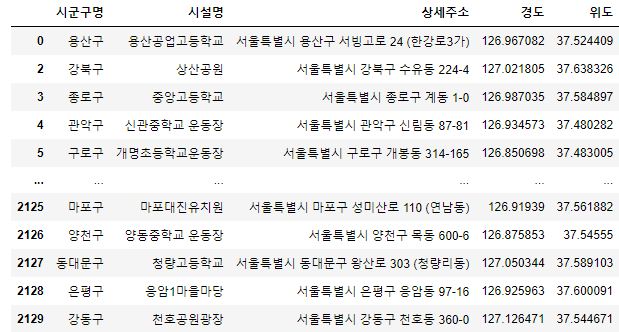 시군구명 시설명 상세주소 경도 위도
0 용산구 용산공업고등학교 서울특별시 용산구 서빙고로 24 (한강로3가) 126.967082 37.524409
2 강북구 상산공원 서울특별시 강북구 수유동 224-4 127.021805 37.638326
3 종로구 중앙고등학교 서울특별시 종로구 계동 1-0 126.987035 37.584897
4 관악구 신관중학교 운동장 서울특별시 관악구 신림동 87-81 126.934573 37.480282
5 구로구 개명초등학교운동장 서울특별시 구로구 개봉동 314-165 126.850698 37.483005
... ... ... ... ... ...
2125 마포구 마포대진유치원 서울특별시 마포구 성미산로 110 (연남동) 126.91939 37.561882
2126 양천구 양동중학교 운동장 서울특별시 양천구 목동 600-6 126.875853 37.54555
2127 동대문구 청량고등학교 서울특별시 동대문구 왕산로 303 (청량리동) 127.050344 37.589103
2128 은평구 응암1마을마당 서울특별시 은평구 응암동 97-16 126.925963 37.600091
2129 강동구 천호공원광장 서울특별시 강동구 천호동 360-0 127.126471 37.544671